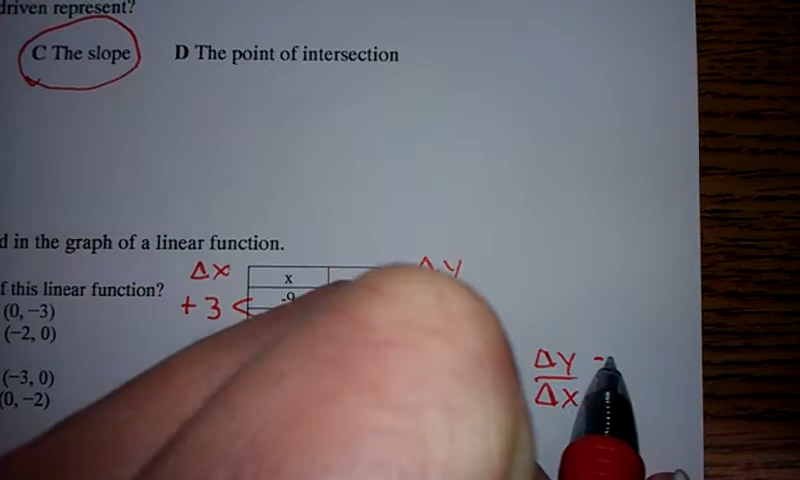 driven represent?
C The slope D The point of intersection
d in the graph of a linear function.
Δx x Δy
f this linear function? -9
(0, −3) +3 <
(−2, 0)
Δy
Δx
(−3, 0)
(0, −2)